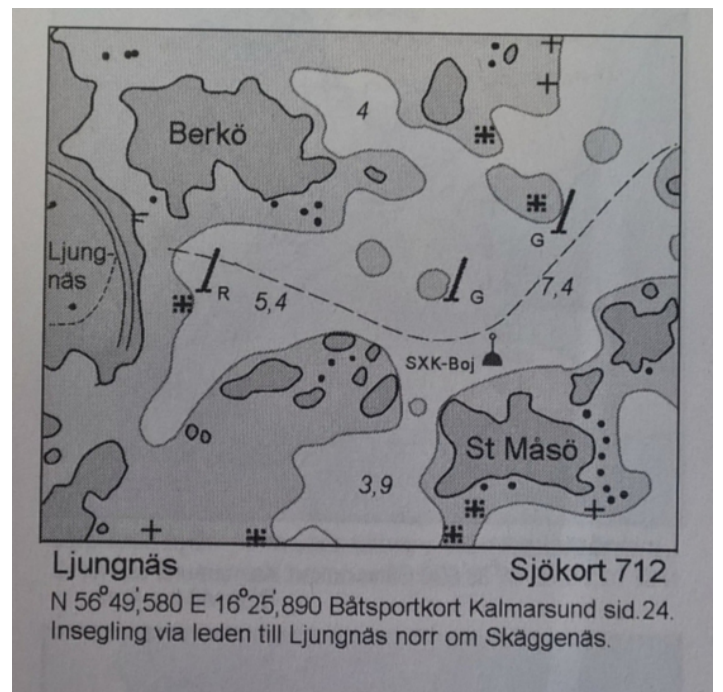 4
Berkö
G
Ljung-
näs
R
5,4
G
7,4
SXK-Boj
St Måsö
3,9
Ljungnäs Sjökort 712
N 56°49',580 E 16°25',890 Båtsportkort Kalmarsund sid.24.
Insegling via leden till Ljungnäs norr om Skäggenäs.